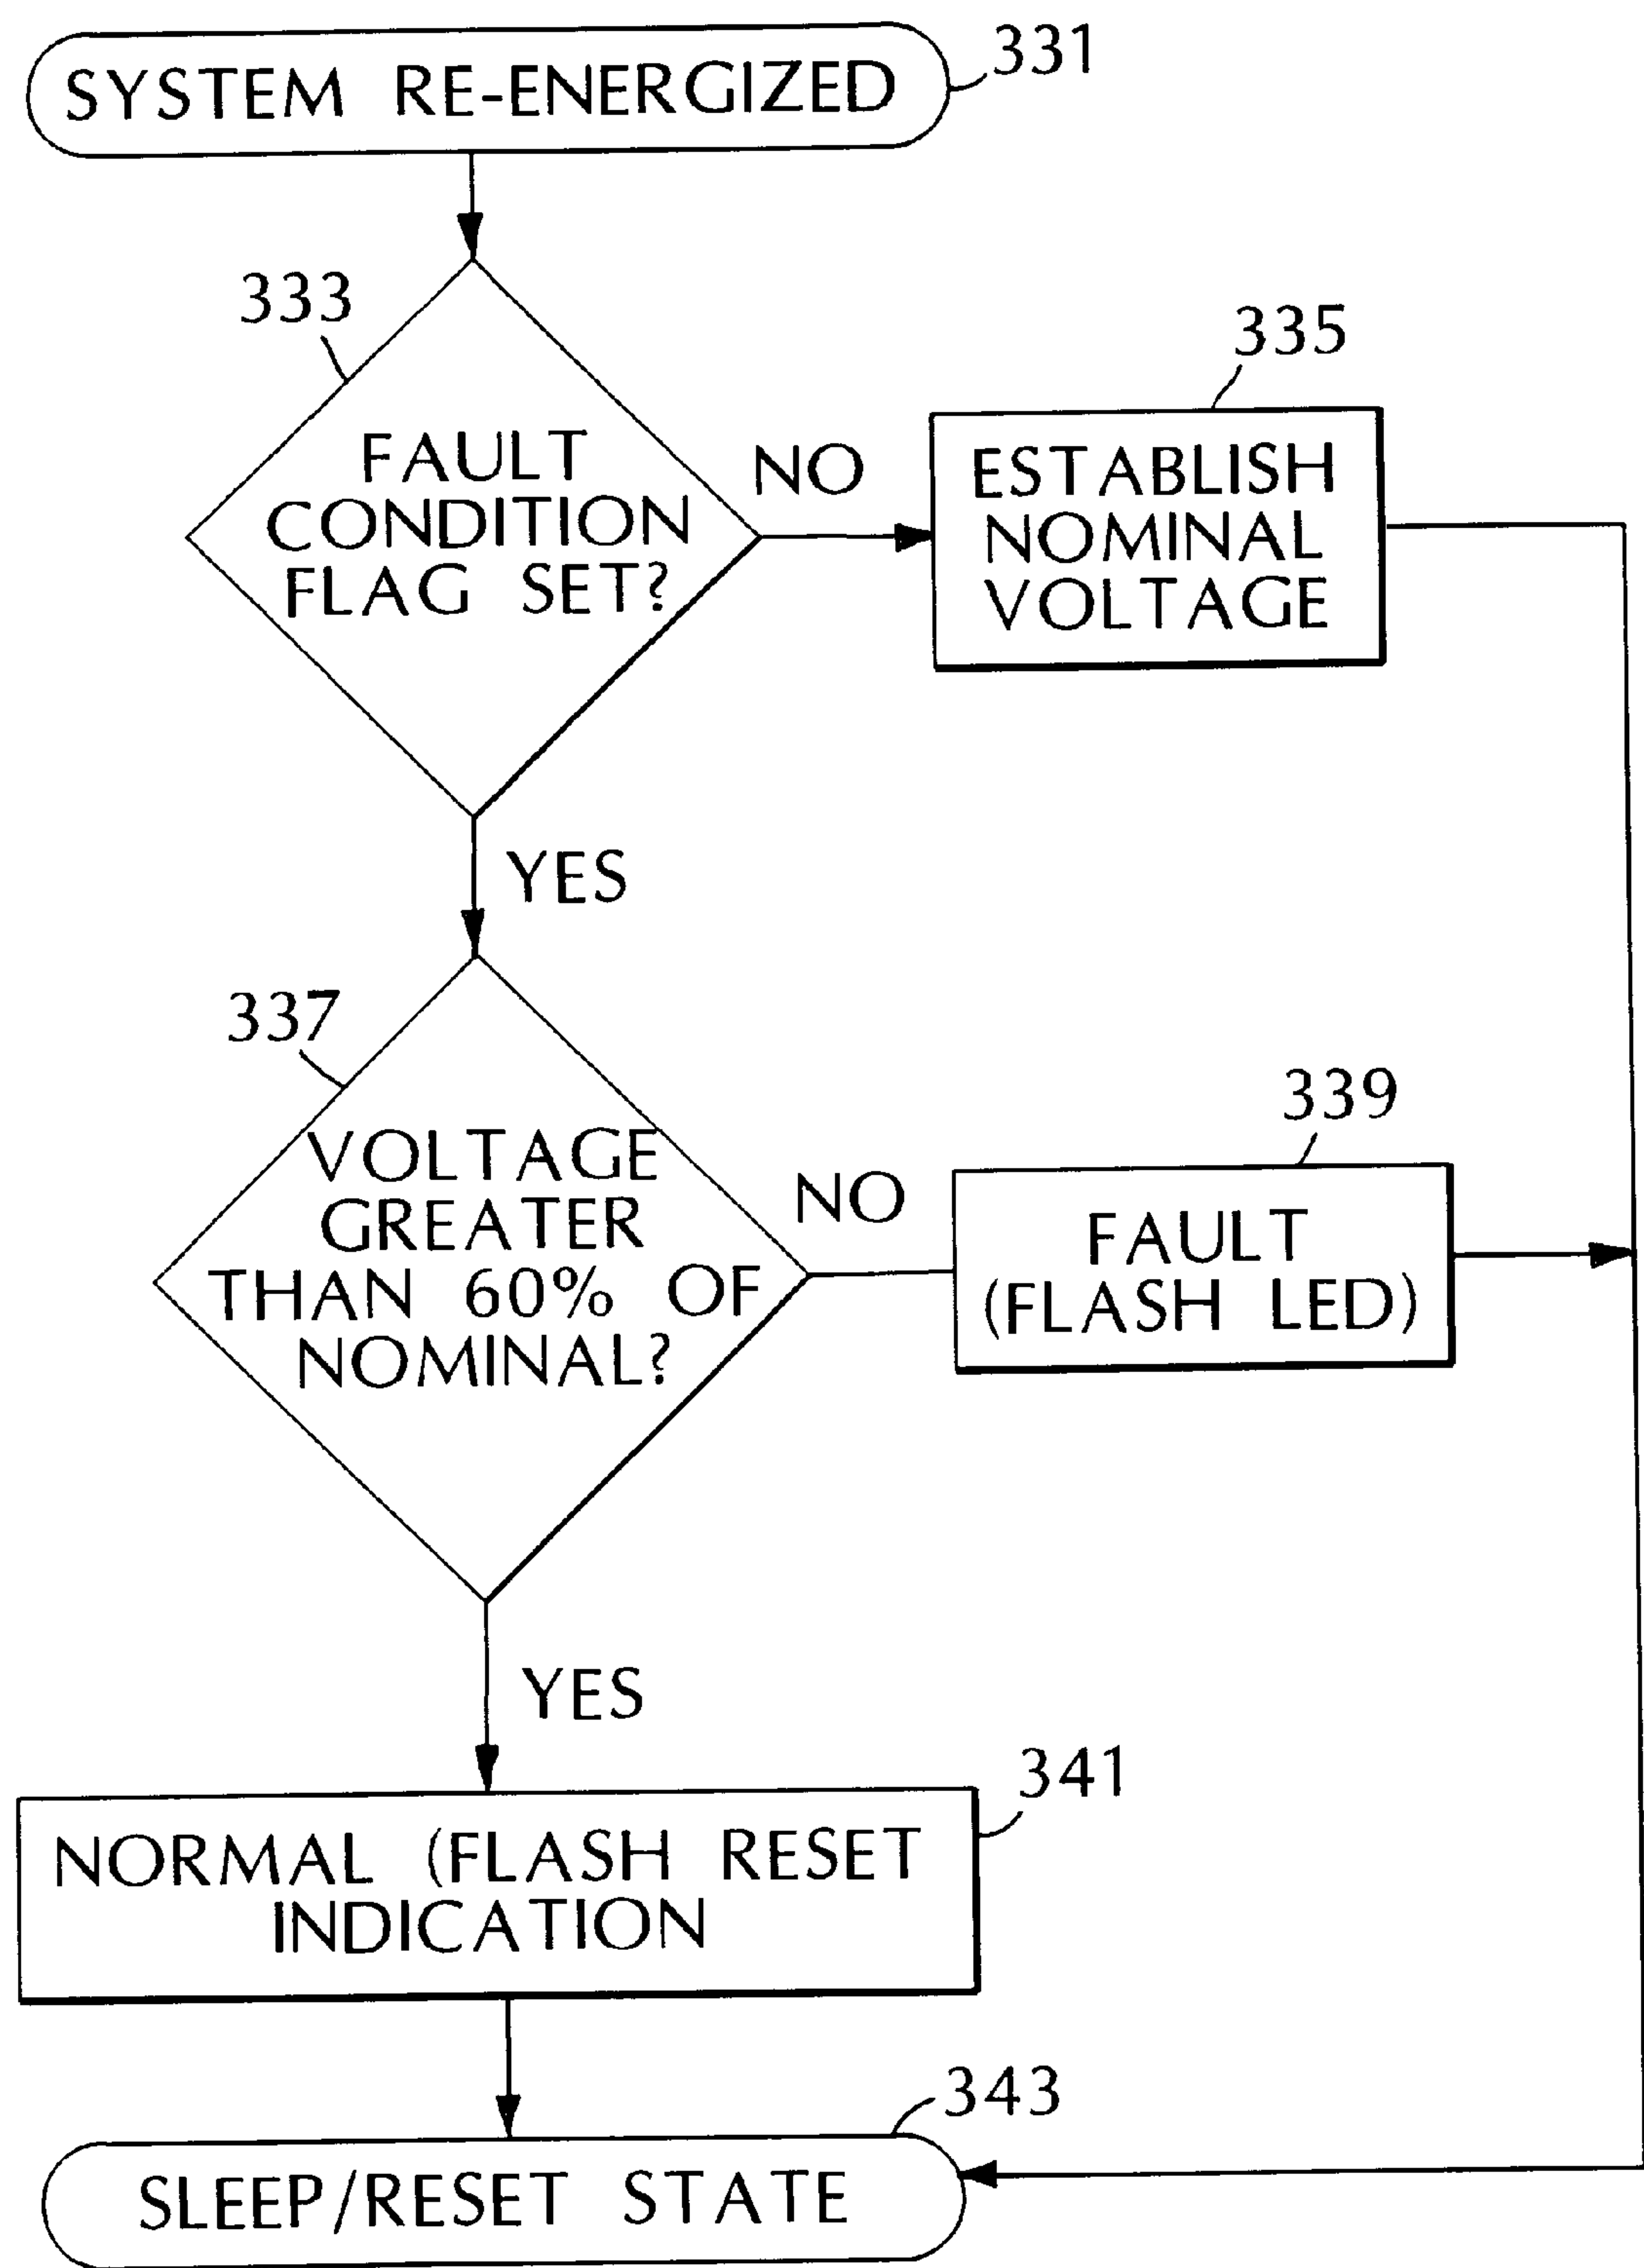 SYSTEM RE-ENERGIZED
331
333
FAULT
CONDITION
FLAG SET?
NO
335
ESTABLISH
NOMINAL
VOLTAGE
YES
337
VOLTAGE
GREATER
THAN 60% OF
NOMINAL?
NO
339
FAULT
(FLASH LED)
YES
341
NORMAL (FLASH RESET
INDICATION
343
SLEEP/RESET STATE